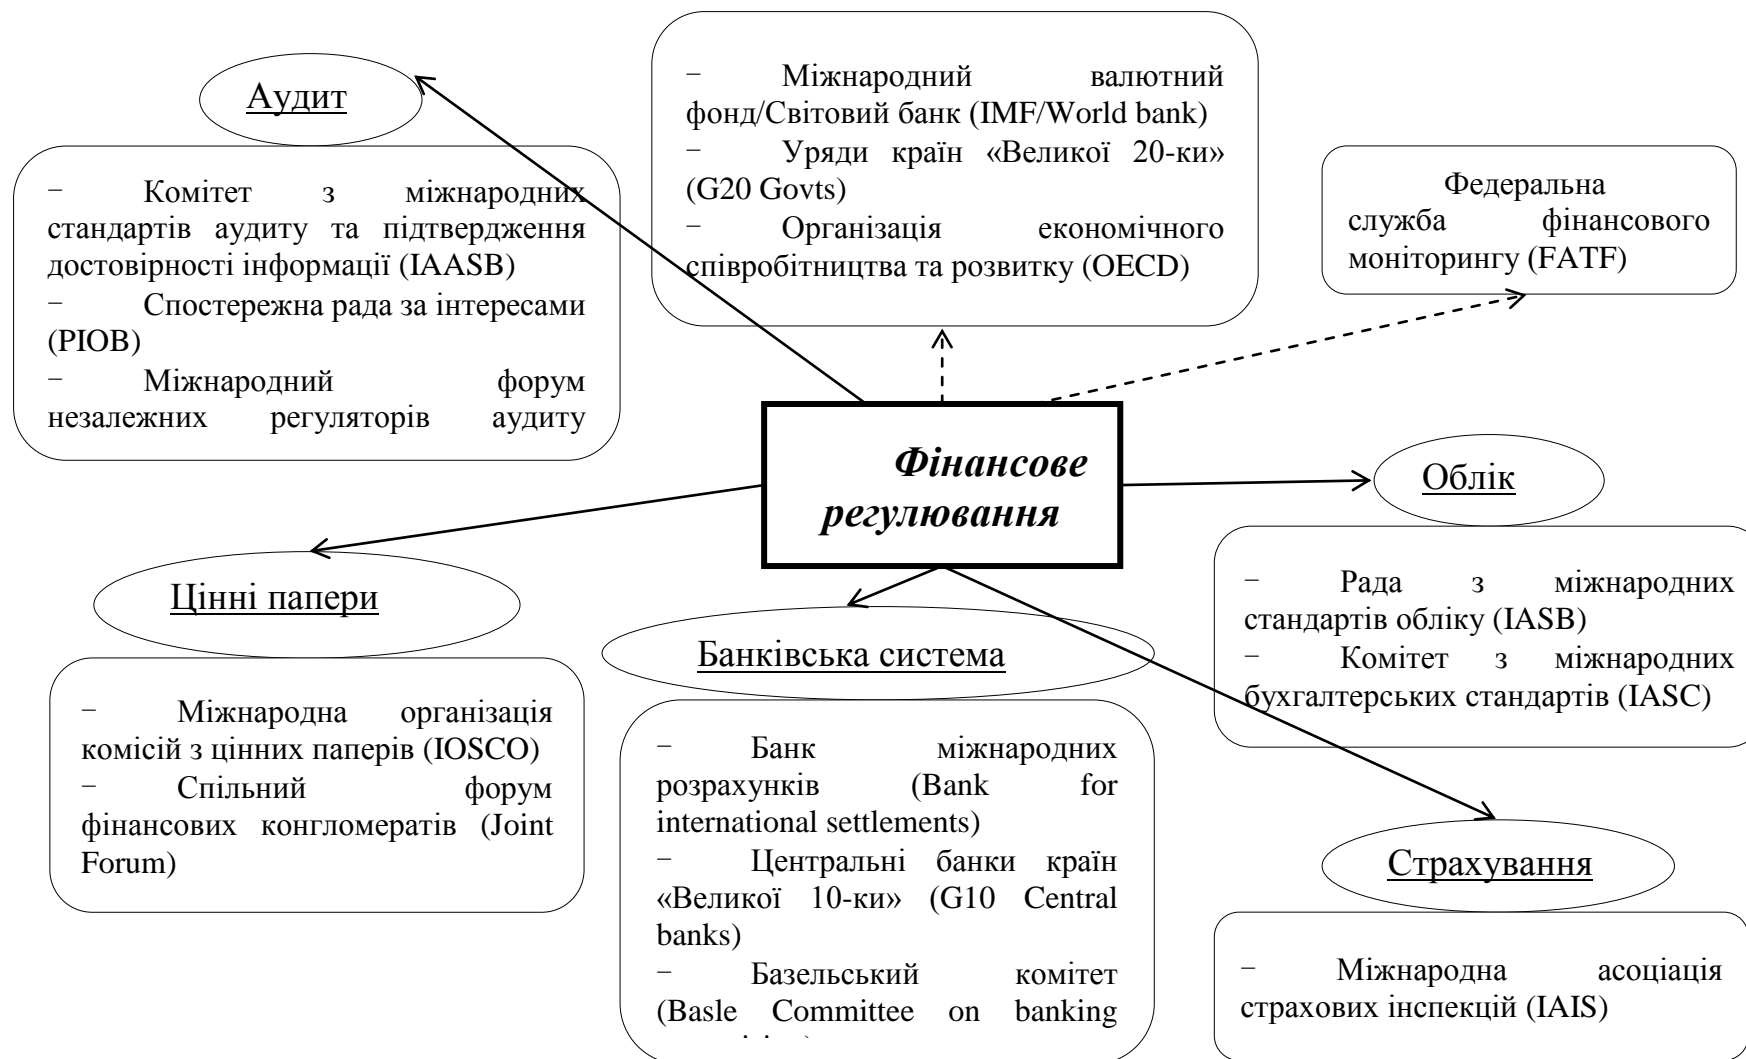 Аудит
− Комітет з міжнародних
стандартів аудиту та підтвердження
достовірності інформації (IAASB)
− Спостережна рада за інтересами
(PIOB)
− Міжнародний форум
незалежних регуляторів аудиту
− Міжнародний валютний
фонд/Світовий банк (IMF/World bank)
− Уряди країн «Великої 20-ки»
(G20 Govts)
− Організація економічного
співробітництва та розвитку (OECD)
Федеральна
служба фінансового
моніторингу (FATF)
Фінансове
регулювання
Облік
− Рада з міжнародних
стандартів обліку (IASB)
− Комітет з міжнародних
бухгалтерських стандартів (IASC)
Цінні папери
− Міжнародна організація
комісій з цінних паперів (IOSCO)
− Спільний форум
фінансових конгломератів (Joint
Forum)
Банківська система
− Банк міжнародних
розрахунків (Bank for
international settlements)
− Центральні банки країн
«Великої 10-ки» (G10 Central
banks)
− Базельський комітет
(Basle Committee on banking
Страхування
− Міжнародна асоціація
страхових інспекцій (IAIS)